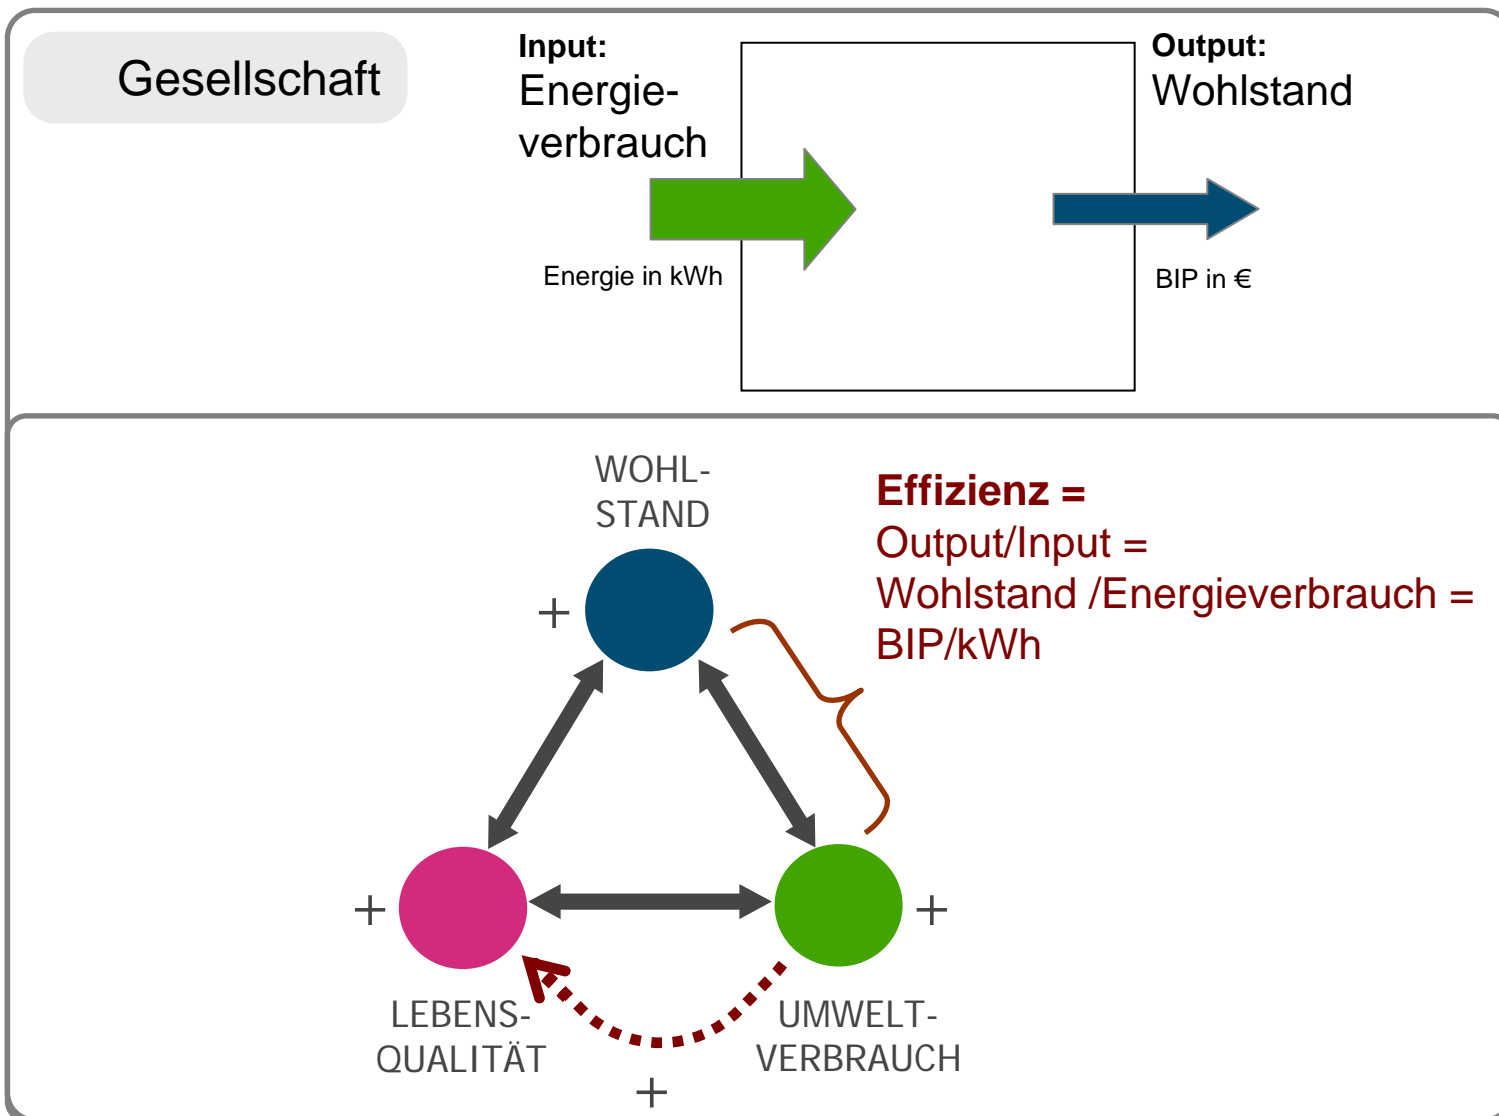 Gesellschaft
Input:
Energie-
verbrauch
Energie in kWh
Output:
Wohlstand
BIP in €
WOHL-
STAND
+
Effizienz =
Output/Input =
Wohlstand /Energieverbrauch =
BIP/kWh
+
+
LEBENS-
QUALITÄT
UMWELT-
VERBRAUCH
+